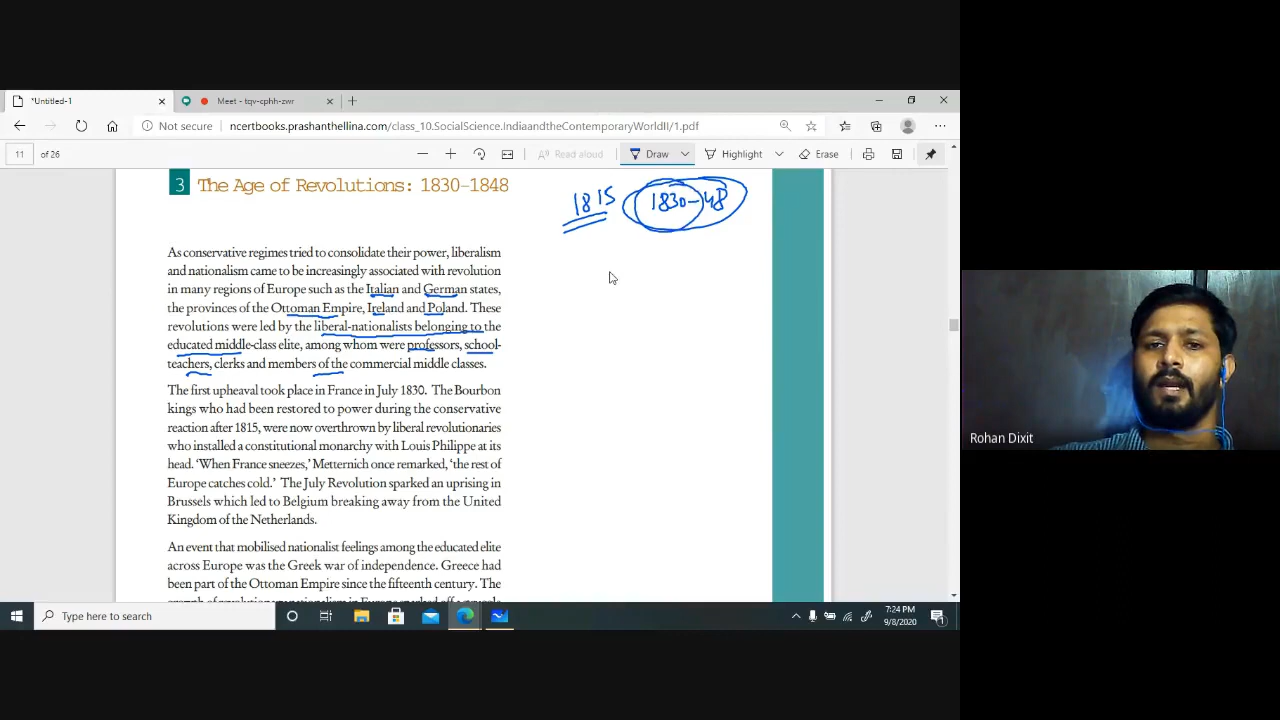 *Untitled-1
Meet - tqv-cphh-zwr
Not secure
ncertbooks.prashanthellina.com/class_10.SocialScience.IndiaandtheContemporaryWorldII/1.pdf
11 of 26
Read aloud
Draw
Highlight
Erase
3 The Age of Revolutions: 1830-1848
1815 1830-48
As conservative regimes tried to consolidate their power, liberalism
and nationalism came to be increasingly associated with revolution
in many regions of Europe such as the Italian and German states,
the provinces of the Ottoman Empire, Ireland and Poland. These
revolutions were led by the liberal-nationalists belonging to the
educated middle-class elite, among whom were professors, school-
teachers, clerks and members of the commercial middle classes.
The first upheaval took place in France in July 1830. The Bourbon
kings who had been restored to power during the conservative
reaction after 1815, were now overthrown by liberal revolutionaries
who installed a constitutional monarchy with Louis Philippe at its
head. ‘When France sneezes,’ Metternich once remarked, ‘the rest of
Europe catches cold.’ The July Revolution sparked an uprising in
Brussels which led to Belgium breaking away from the United
Kingdom of the Netherlands.
An event that mobilised nationalist feelings among the educated elite
across Europe was the Greek war of independence. Greece had
been part of the Ottoman Empire since the fifteenth century. The
Rohan Dixit
Type here to search
7:24 PM
9/8/2020
1